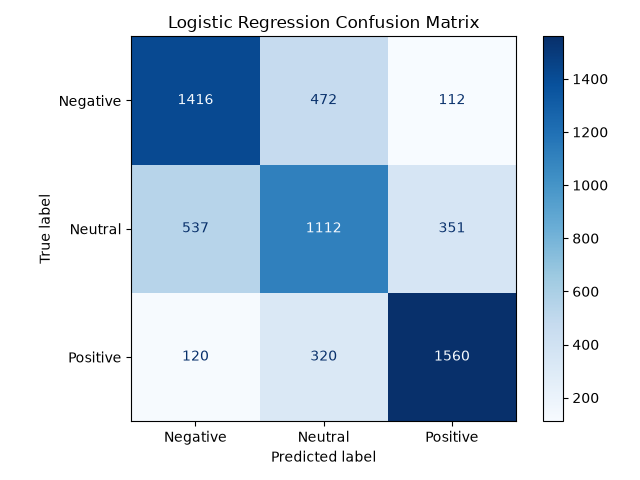 Logistic Regression Confusion Matrix
True label
Negative 1416 472 112
Neutral 537 1112 351
Positive 120 320 1560
Negative Neutral Positive
Predicted label
1400
1200
1000
800
600
400
200